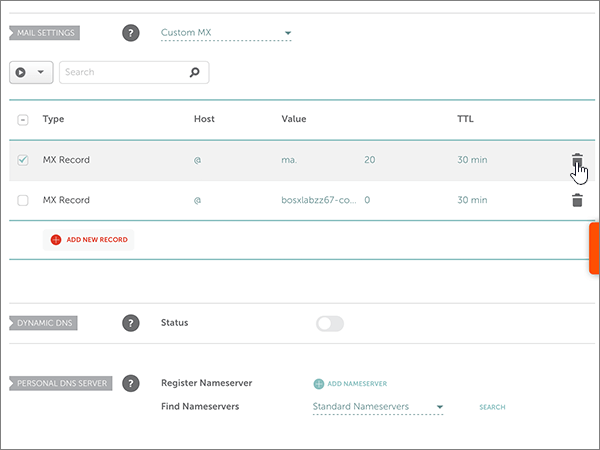 MAIL SETTINGS ? Custom MX
Search
Type Host Value TTL
MX Record @ ma. 20 30 min
MX Record @ bosxlabzz67-co... 0 30 min
ADD NEW RECORD
DYNAMIC DNS ? Status
PERSONAL DNS SERVER ? Register Nameserver ADD NAMESERVER
Find Nameservers Standard Nameservers SEARCH